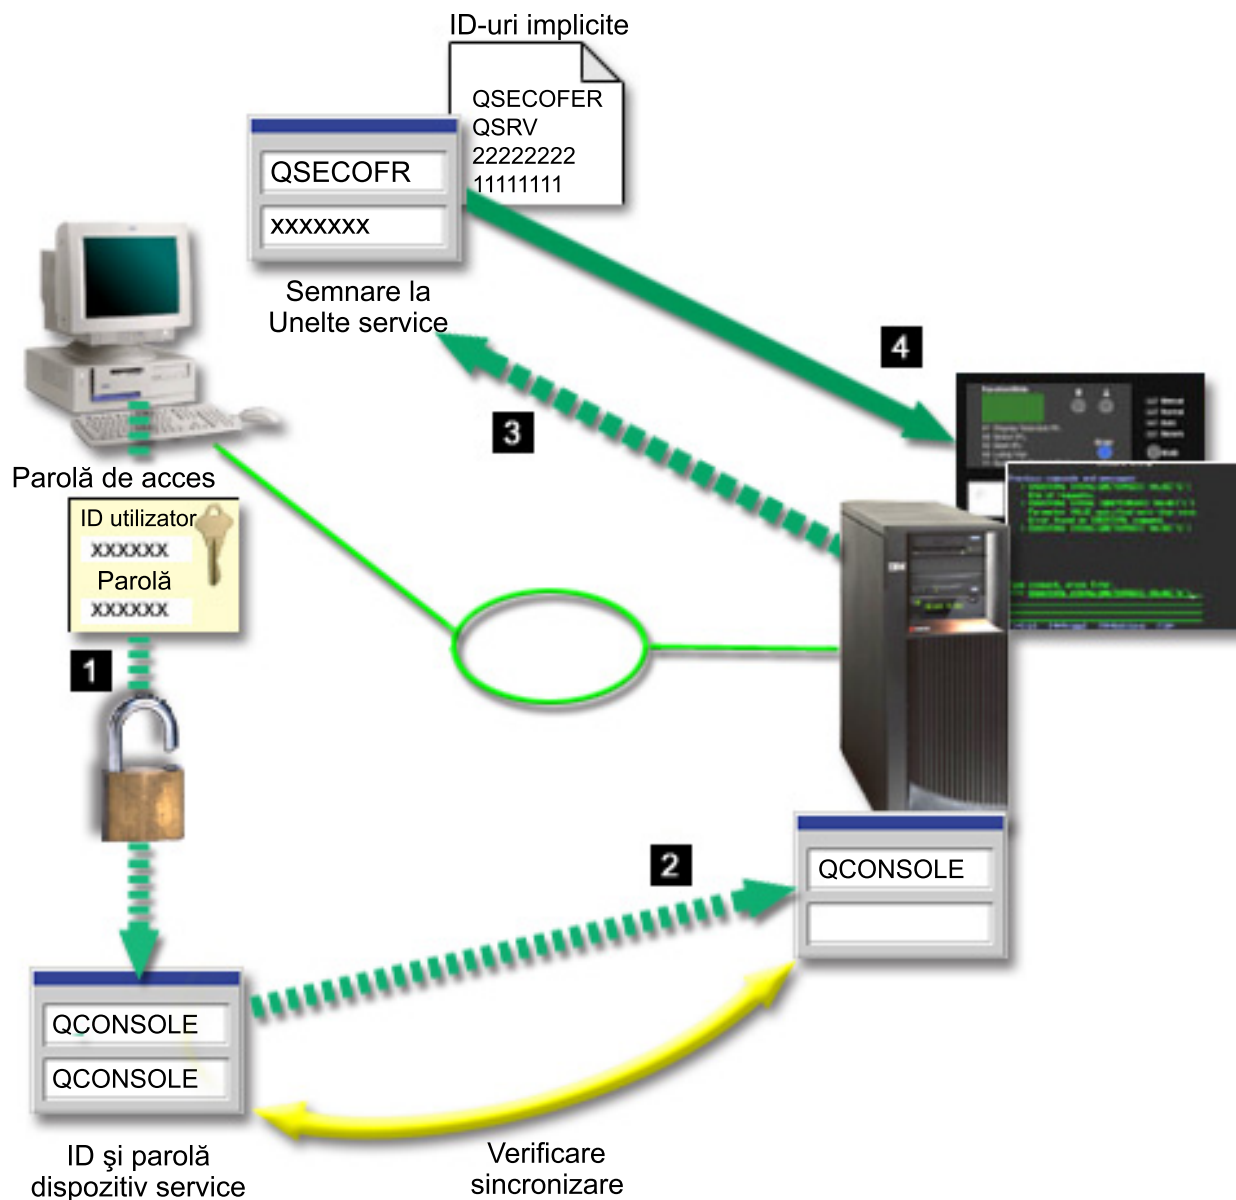 ID-uri implicite
QSECOFER
QSRV
22222222
11111111
QSECOFR
xxxxxxx
Semnare la
Unelte service
4
3
Parolă de acces
ID utilizator
xxxxxx
Parolă
xxxxxx
1
IBM
2
QCONSOLE
QCONSOLE
QCONSOLE
ID şi parolă
dispozitiv service
Verificare
sincronizare